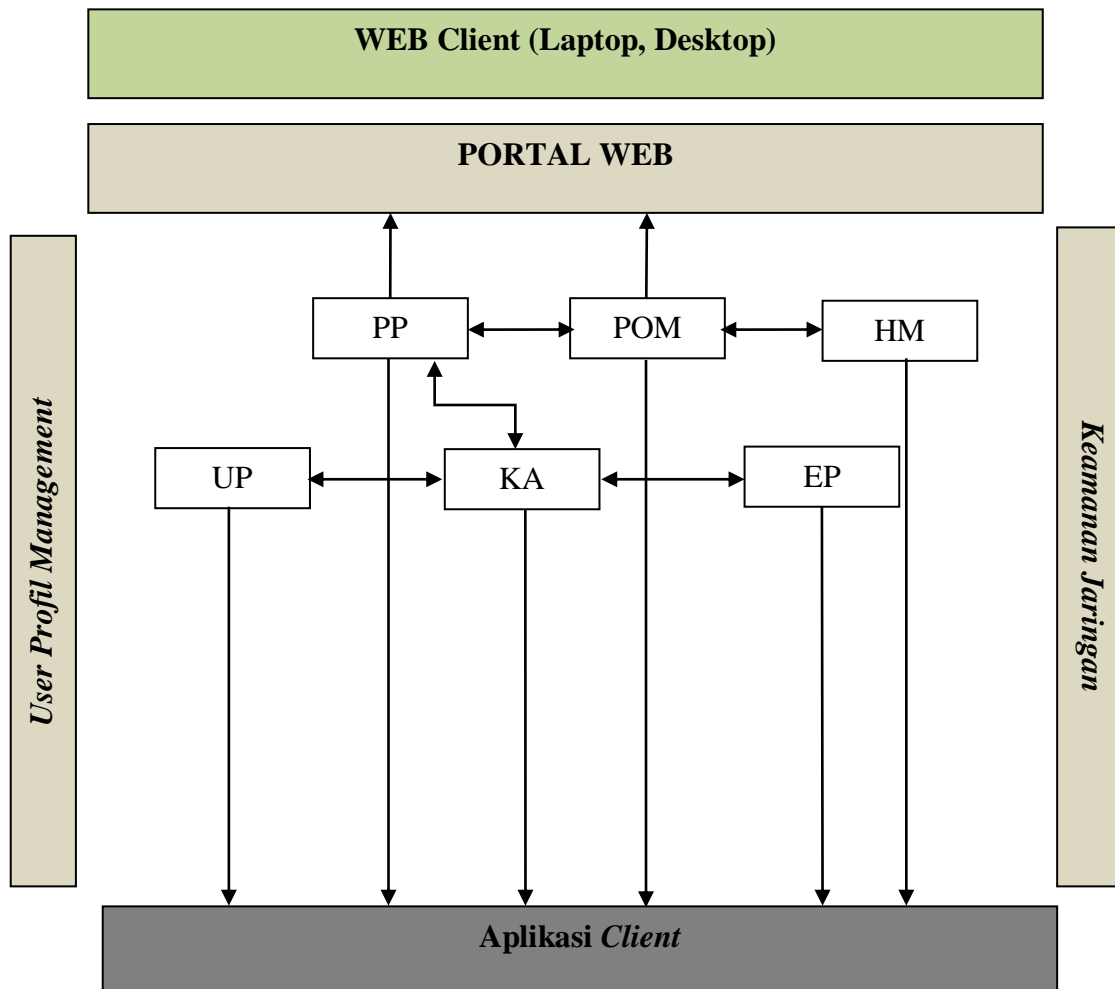 WEB Client (Laptop, Desktop)
PORTAL WEB
PP
POM
HM
UP
KA
EP
User Profil Management
Keamanan Jaringan
Aplikasi Client